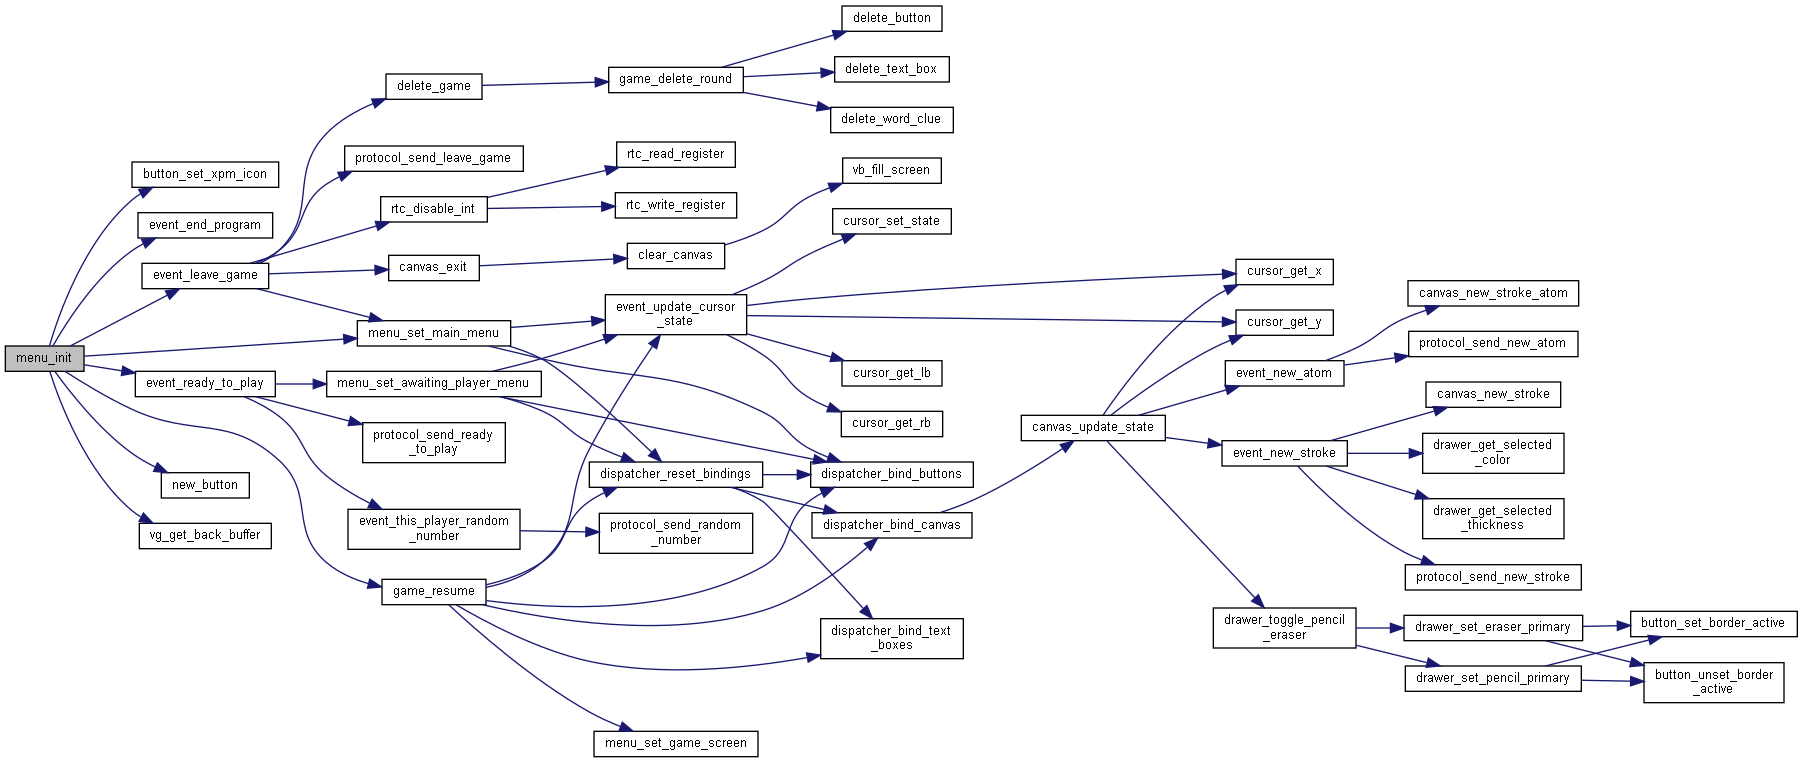 menu_init
button_set_xpm_icon
event_end_program
event_leave_game
event_ready_to_play
new_button
vg_get_back_buffer
delete_game
protocol_send_leave_game
rtc_disable_int
canvas_exit
menu_set_main_menu
menu_set_awaiting_player_menu
protocol_send_ready
_to_play
event_this_player_random
_number
game_resume
game_delete_round
rtc_read_register
rtc_write_register
clear_canvas
event_update_cursor
_state
dispatcher_reset_bindings
protocol_send_random
_number
menu_set_game_screen
delete_button
delete_text_box
delete_word_clue
vb_fill_screen
cursor_set_state
cursor_get_lb
cursor_get_rb
dispatcher_bind_buttons
dispatcher_bind_canvas
dispatcher_bind_text
_boxes
canvas_update_state
cursor_get_x
cursor_get_y
event_new_atom
event_new_stroke
drawer_toggle_pencil
_eraser
canvas_new_stroke_atom
protocol_send_new_atom
canvas_new_stroke
drawer_get_selected
_color
drawer_get_selected
_thickness
protocol_send_new_stroke
drawer_set_eraser_primary
drawer_set_pencil_primary
button_set_border_active
button_unset_border
_active